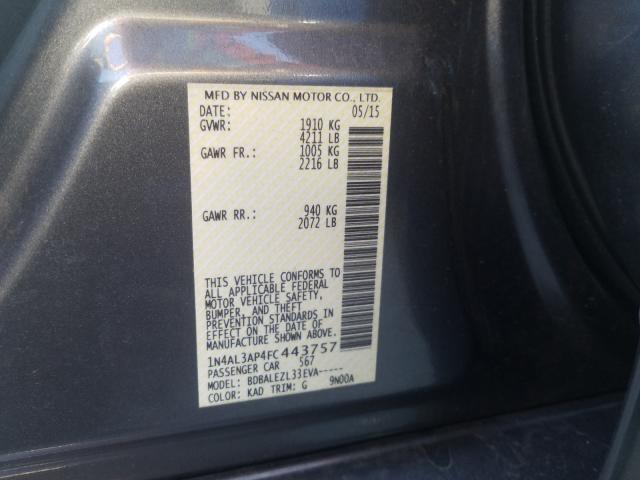 MFD BY NISSAN MOTOR CO., LTD.
DATE: 05/15
GVWR: 1910 KG
4211 LB
GAWR FR.: 1005 KG
2216 LB
GAWR RR.: 940 KG
2072 LB
THIS VEHICLE CONFORMS TO
ALL APPLICABLE FEDERAL
MOTOR VEHICLE SAFETY,
BUMPER, AND THEFT
PREVENTION STANDARDS IN
EFFECT ON THE DATE OF
MANUFACTURE SHOWN ABOVE.
1N4AL3AP4FC443757
PASSENGER CAR 567
MODEL: BDBALEZL33EVA-----
COLOR: KAD TRIM: G 9N00A